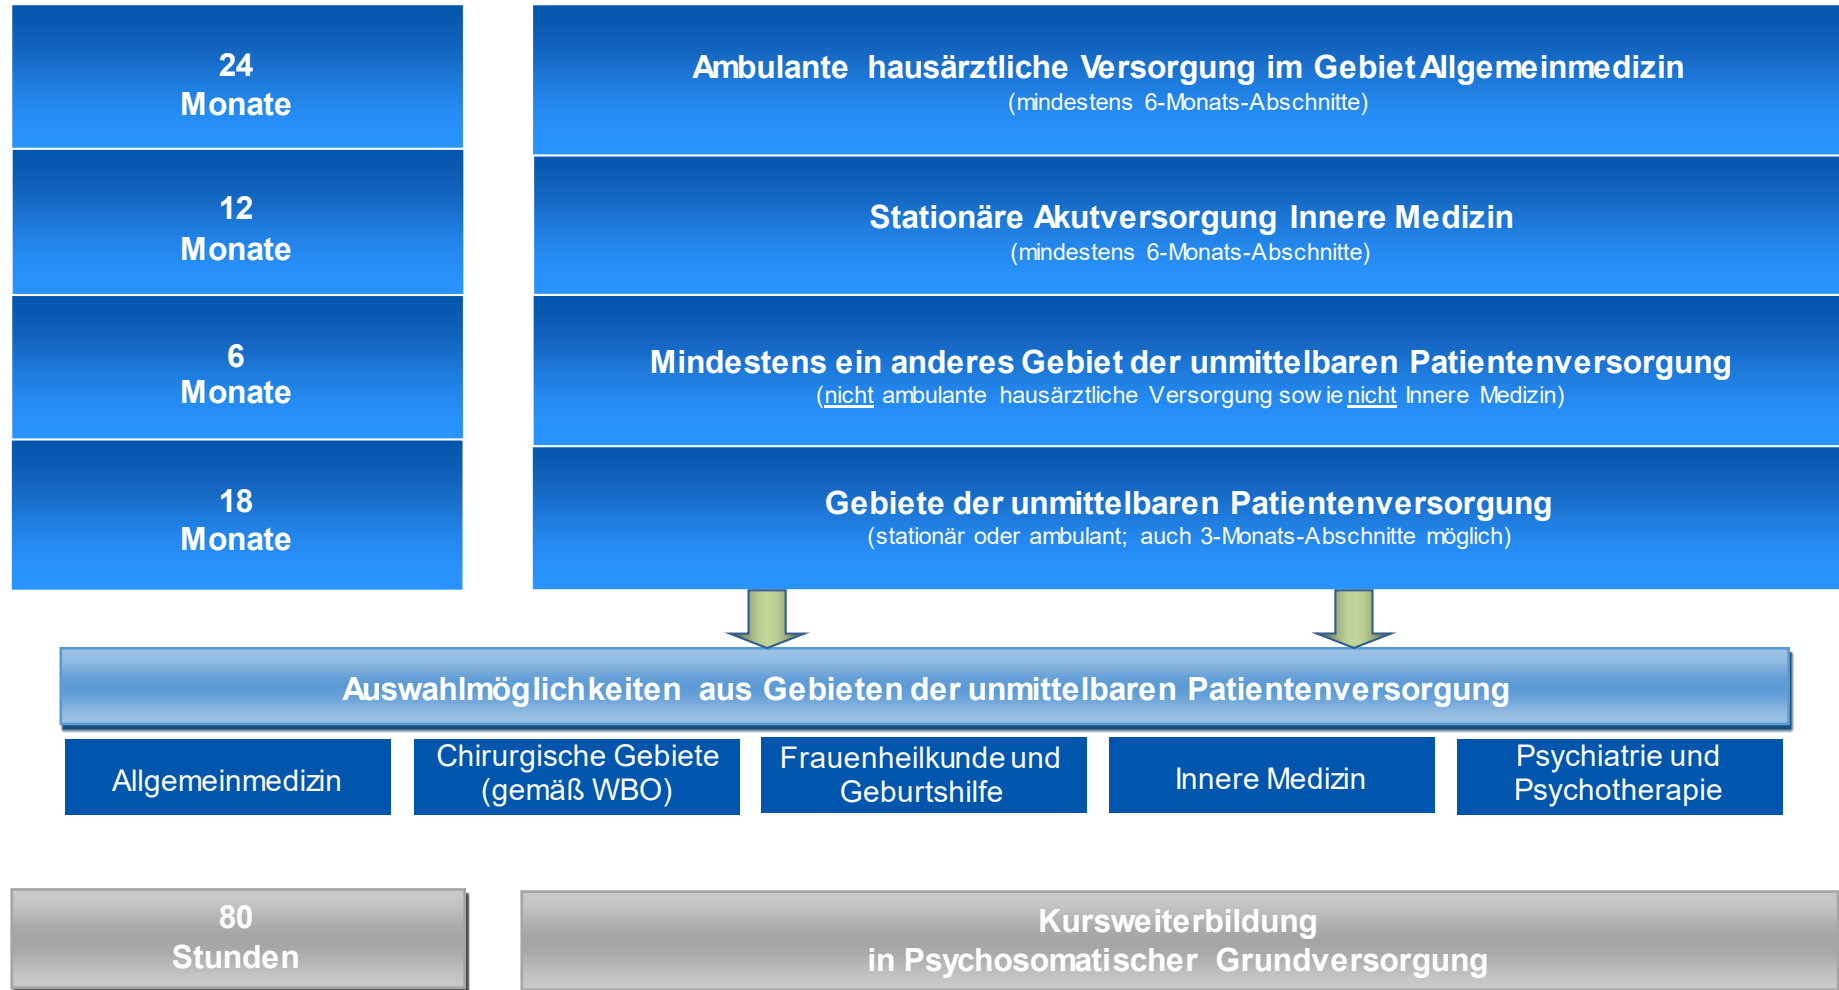 24
Monate
Ambulante hausärztliche Versorgung im Gebiet Allgemeinmedizin
(mindestens 6-Monats-Abschnitte)
12
Monate
Stationäre Akutversorgung Innere Medizin
(mindestens 6-Monats-Abschnitte)
6
Monate
Mindestens ein anderes Gebiet der unmittelbaren Patientenversorgung
(nicht ambulante hausärztliche Versorgung sowie nicht Innere Medizin)
18
Monate
Gebiete der unmittelbaren Patientenversorgung
(stationär oder ambulant; auch 3-Monats-Abschnitte möglich)
Auswahlmöglichkeiten aus Gebieten der unmittelbaren Patientenversorgung
Allgemeinmedizin
Chirurgische Gebiete
(gemäß WBO)
Frauenheilkunde und
Geburtshilfe
Innere Medizin
Psychiatrie und
Psychotherapie
80
Stunden
Kursweiterbildung
in Psychosomatischer Grundversorgung